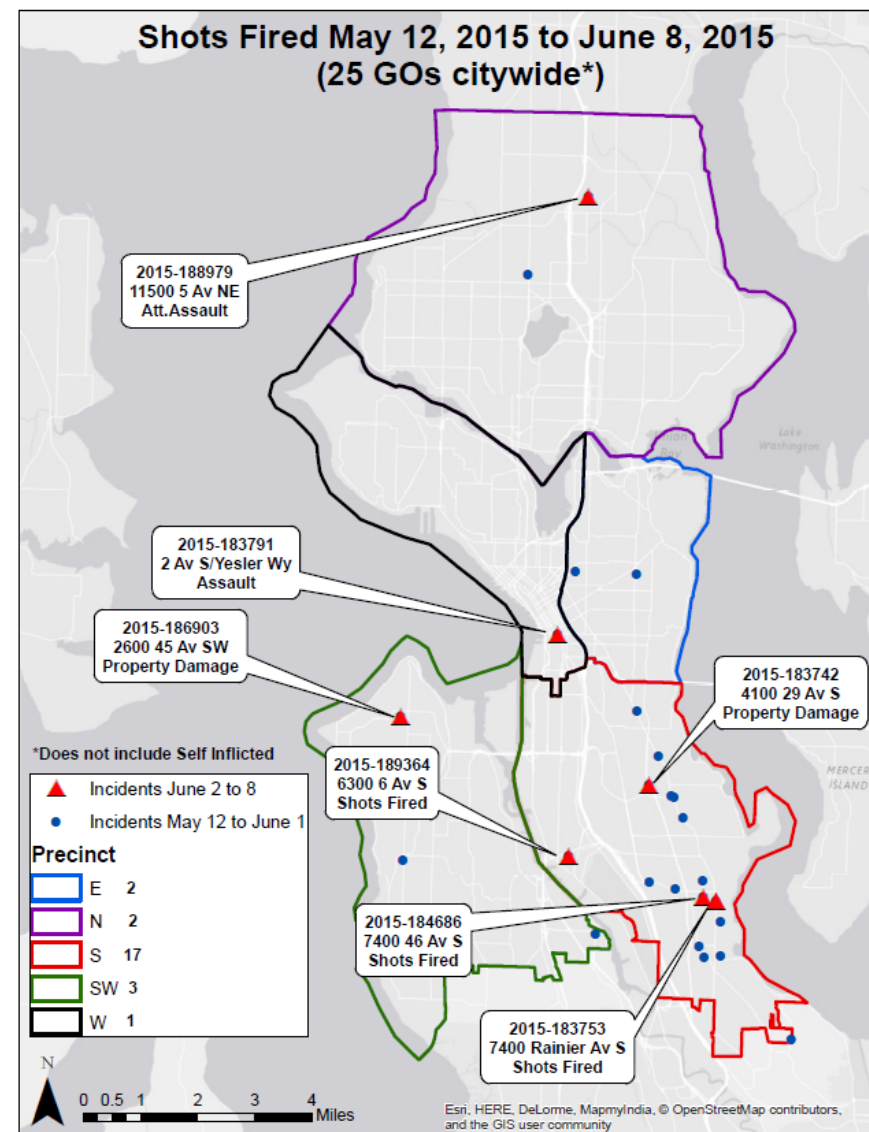 Shots Fired May 12, 2015 to June 8, 2015
(25 GOs citywide*)
2015-188979
11500 5 Av NE
Att.Assault
Lake
Washington
Bay
2015-183791
2 Av S/Yesler Wy
Assault
2015-186903
2600 45 Av SW
Property Damage
2015-183742
4100 29 Av S
Property Damage
*Does not include Self Inflicted
2015-189364
6300 6 Av S
Shots Fired
MERCER
ISLAND
Incidents June 2 to 8
Incidents May 12 to June 1
Precinct
E 2
N 2
S 17
SW 3
W 1
2015-184686
7400 46 Av S
Shots Fired
2015-183753
7400 Rainier Av S
Shots Fired
N
0 0.5 1 2 3 4
Miles
Esri, HERE, DeLorme, MapmyIndia, © OpenStreetMap contributors,
and the GIS user community